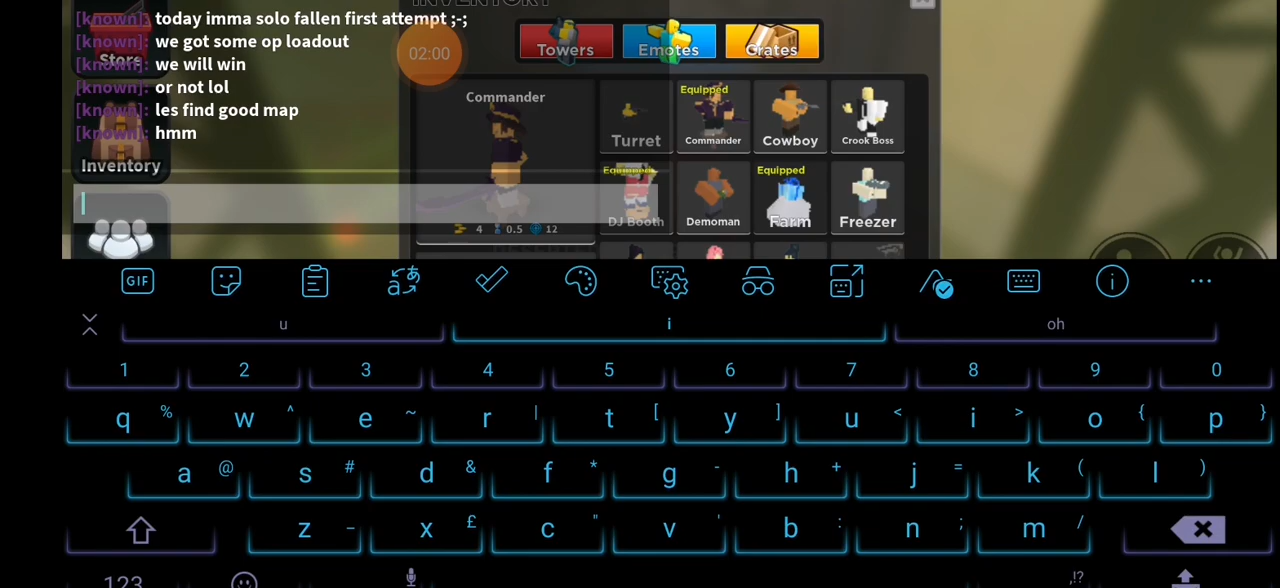 INVENTORY
[known]: today imma solo fallen first attempt ;-;
[known]: we got some op loadout
Store
[known]: we will win
[known]: or not lol
[known]: les find good map
[known]: hmm
Inventory
02:00
Towers
Emotes
Crates
Commander
4 0.5 12
Turret
Equipped
Commander
Cowboy
Crook Boss
Equipped
DJ Booth
Demoman
Equipped
Farm
Freezer
GIF
u i oh
1 2 3 4 5 6 7 8 9 0
q % w ^ e ~ r | t [ y ] u < i > o { p }
a @ s # d & f * g - h + j = k ( l )
z _ x £ c " v ' b : n ; m /
123 ,!?